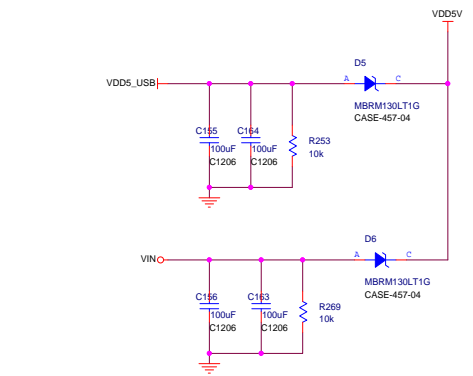 VDD5V
D5
VDD5_USB
A
C
MBRM130LT1G
CASE-457-04
C155
C164
100uF
100uF
R253
10k
C1206
C1206
D6
VIN
A
C
MBRM130LT1G
CASE-457-04
C156
C163
100uF
100uF
R269
10k
C1206
C1206